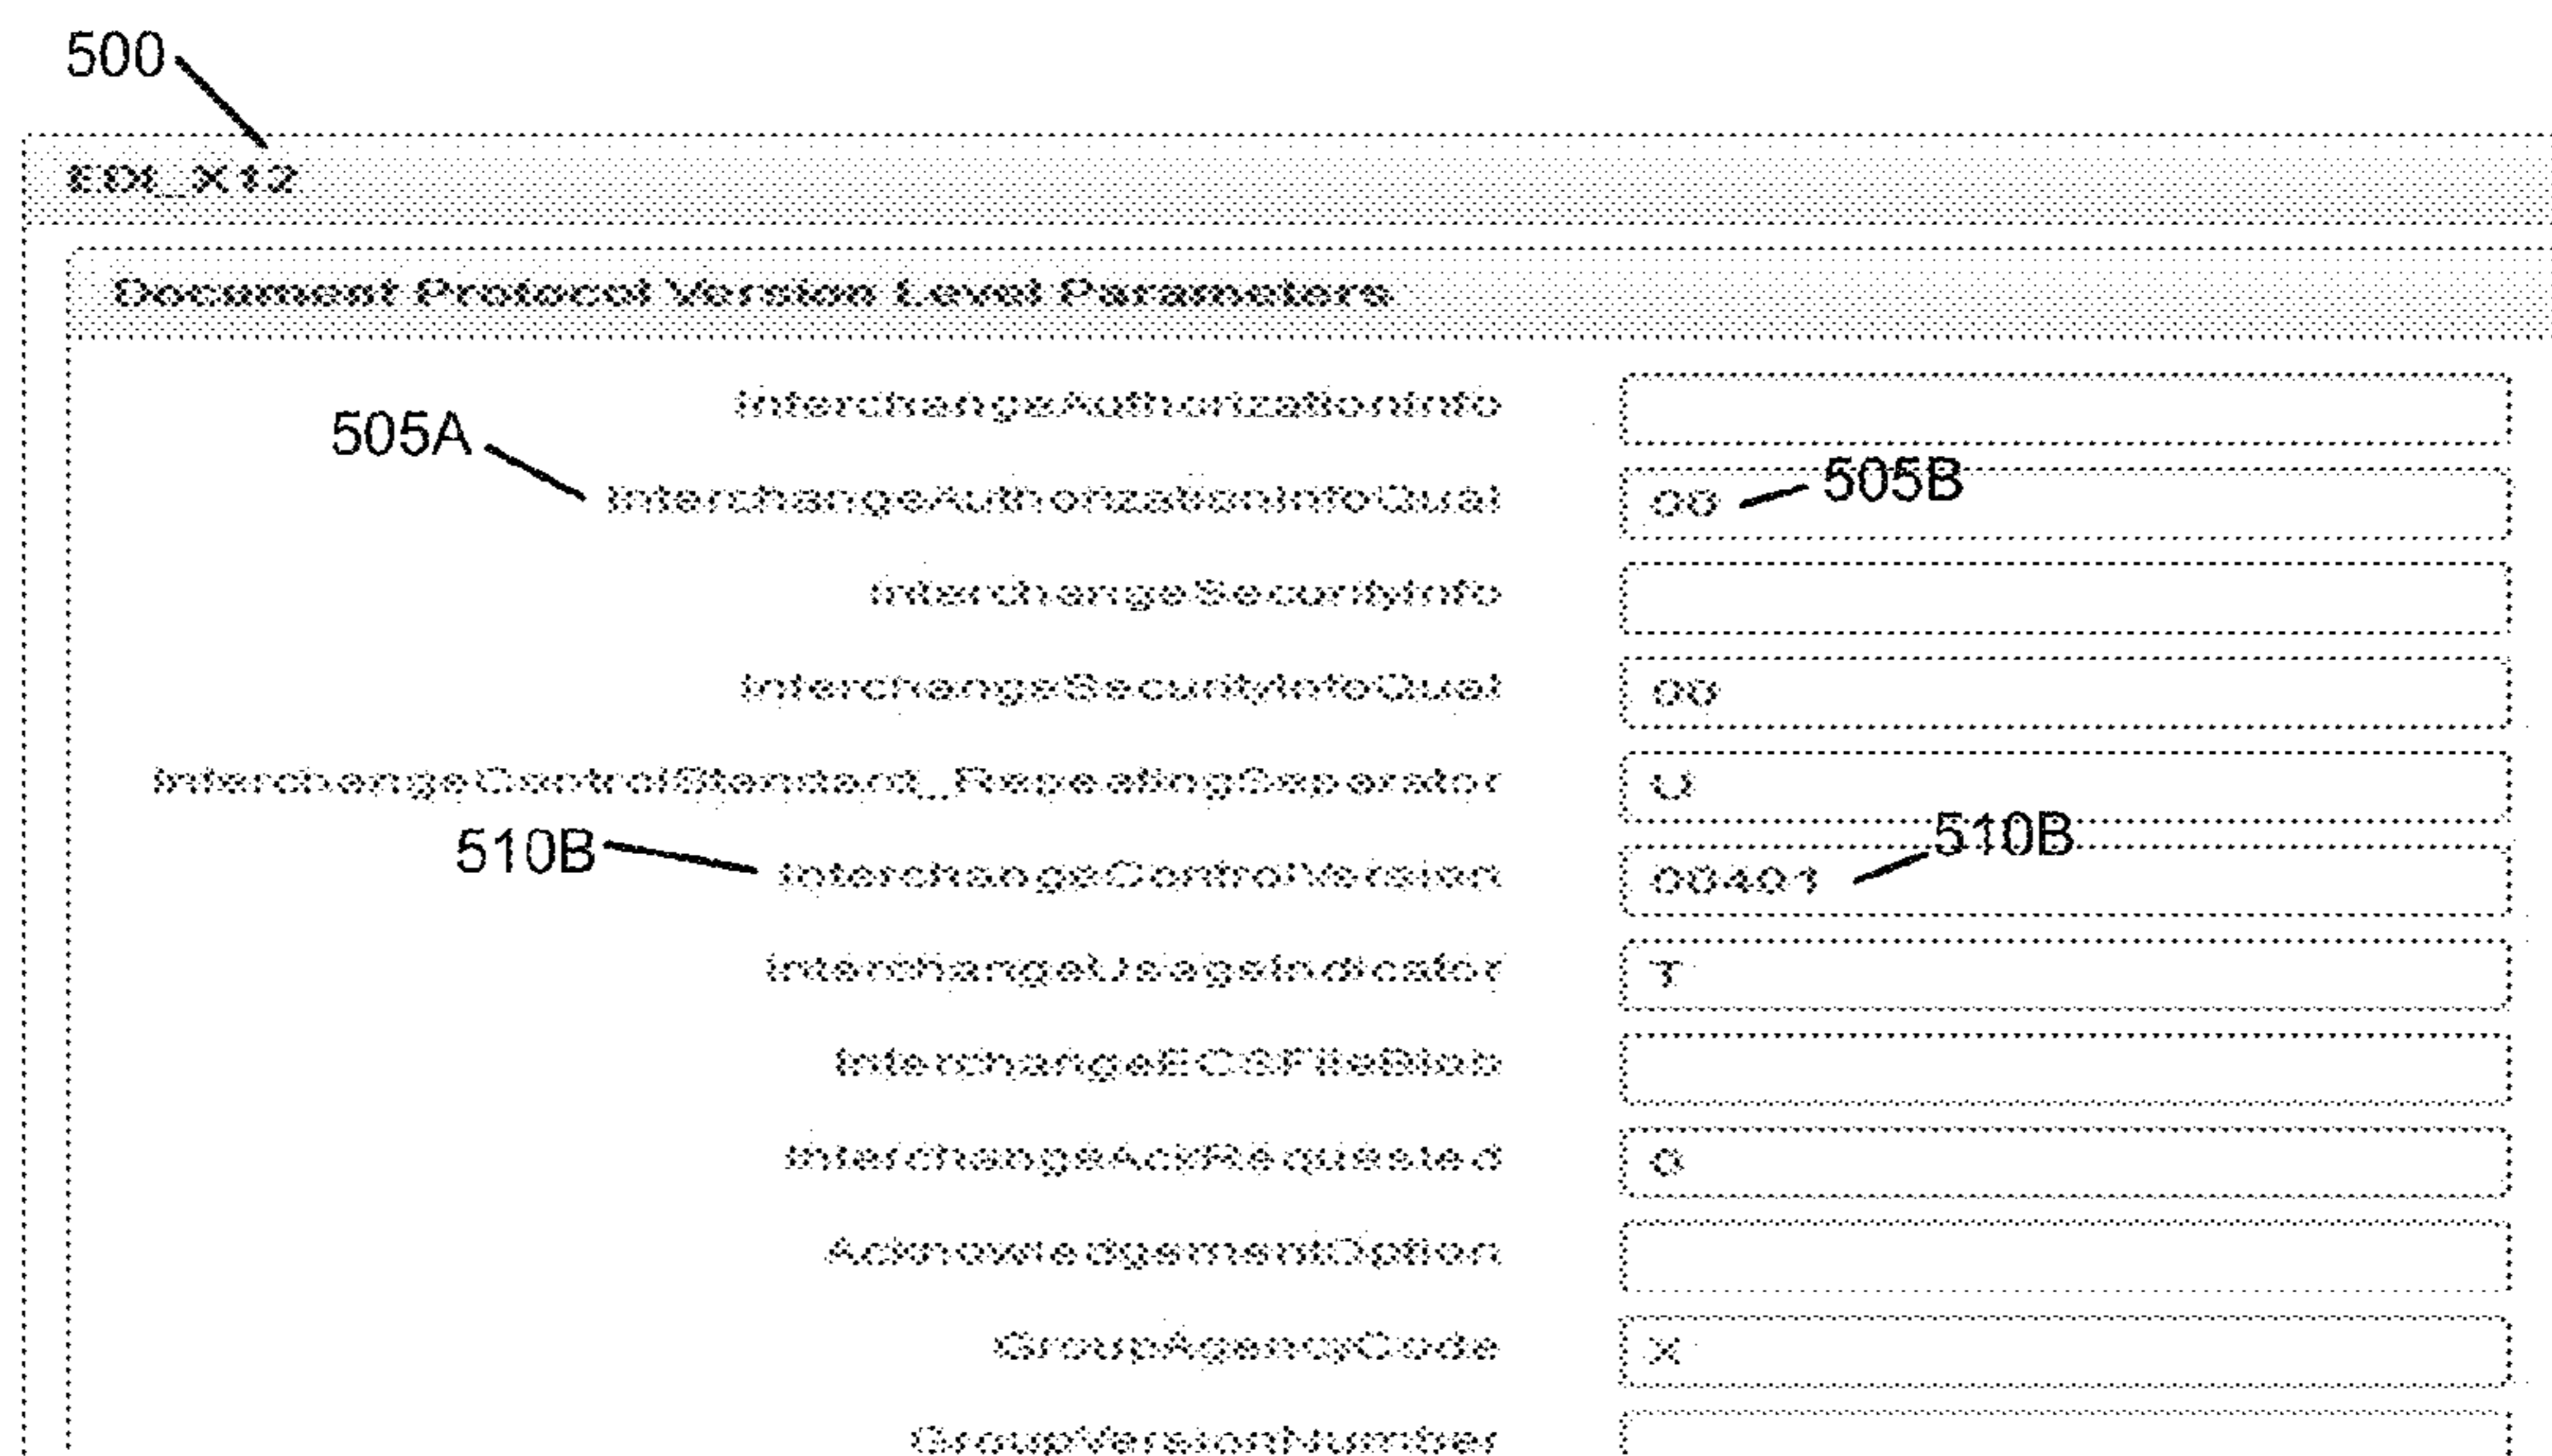 500
EDI_X12
Document Protocol Version Level Parameters
InterchangeAuthorizationInfo
505A
InterchangeAuthorizationInfoQual 00 505B
InterchangeSecurityInfo
InterchangeSecurityInfoQual 00
InterchangeControlStandard_RepeatingSeparator U
510B InterchangeControlVersion 00401 510B
InterchangeUsageIndicator T
InterchangeECSFileBlob
InterchangeAckRequested 0
AcknowledgementOption
GroupAgencyCode X
GroupVersionNumber